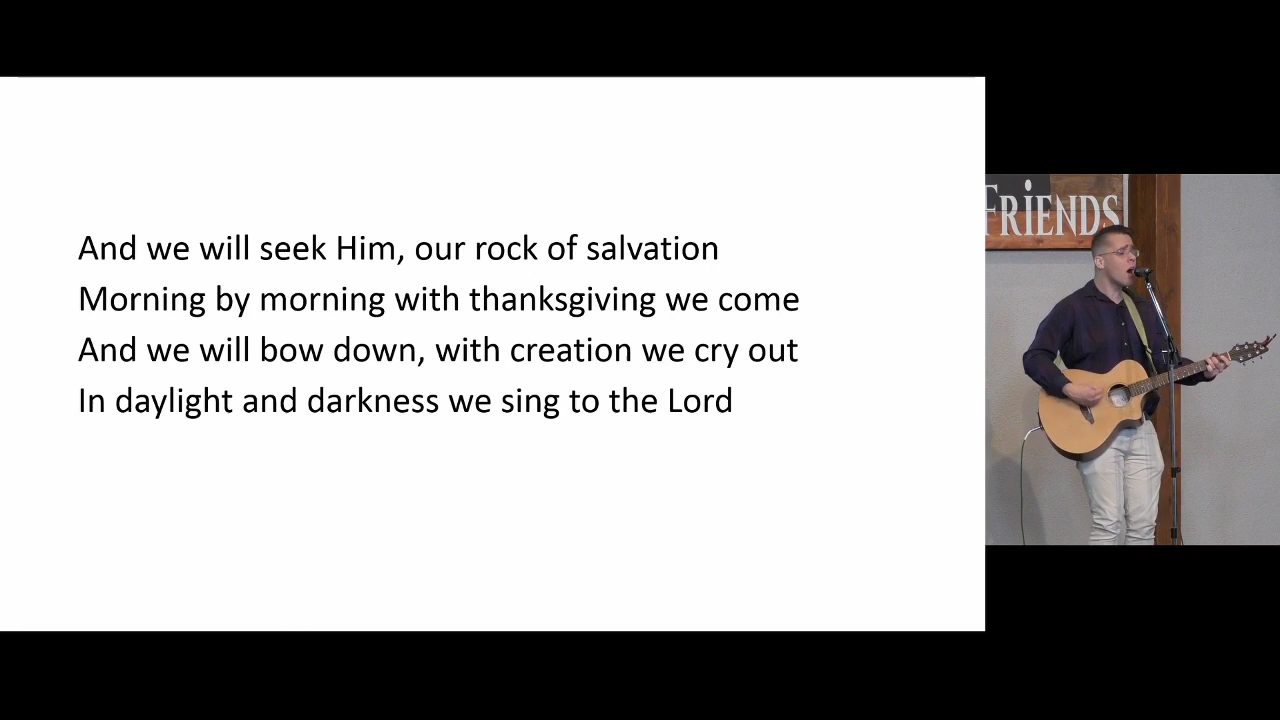 And we will seek Him, our rock of salvation
Morning by morning with thanksgiving we come
And we will bow down, with creation we cry out
In daylight and darkness we sing to the Lord
FRIENDS